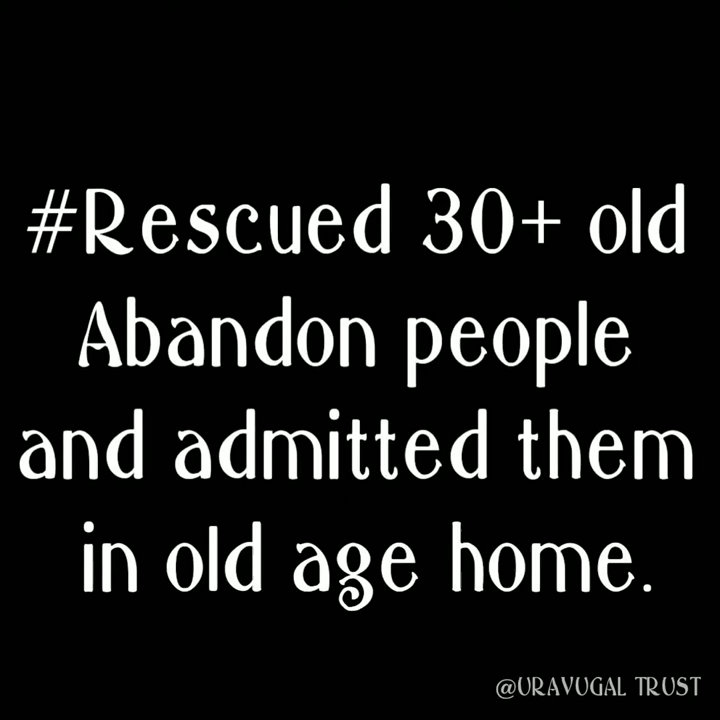 #Rescued 30+ old
Abandon people
and admitted them
in old age home.
@URAVUGAL TRUST